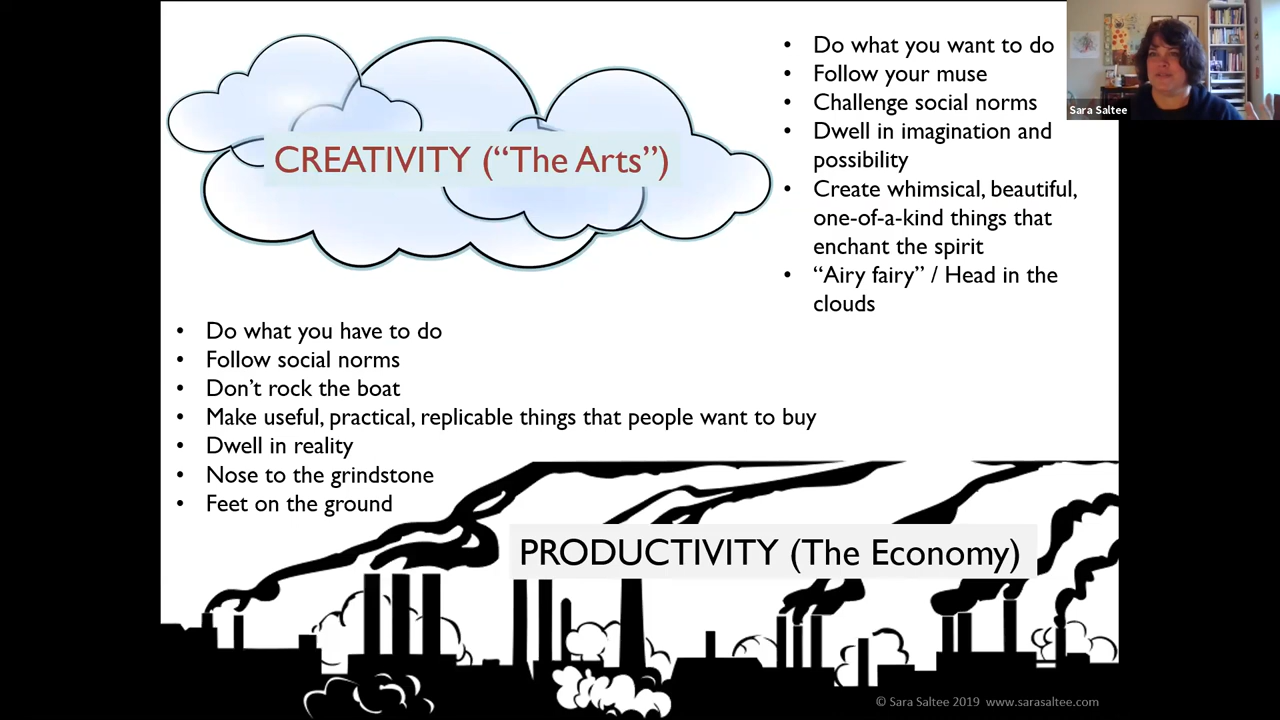 CREATIVITY (“The Arts”)
• Do what you want to do
• Follow your muse
• Challenge social norms
• Dwell in imagination and
possibility
• Create whimsical, beautiful,
one-of-a-kind things that
enchant the spirit
• “Airy fairy” / Head in the
clouds
Sara Saltee
• Do what you have to do
• Follow social norms
• Don’t rock the boat
• Make useful, practical, replicable things that people want to buy
• Dwell in reality
• Nose to the grindstone
• Feet on the ground
PRODUCTIVITY (The Economy)
© Sara Saltee 2019 www.sarasaltee.com